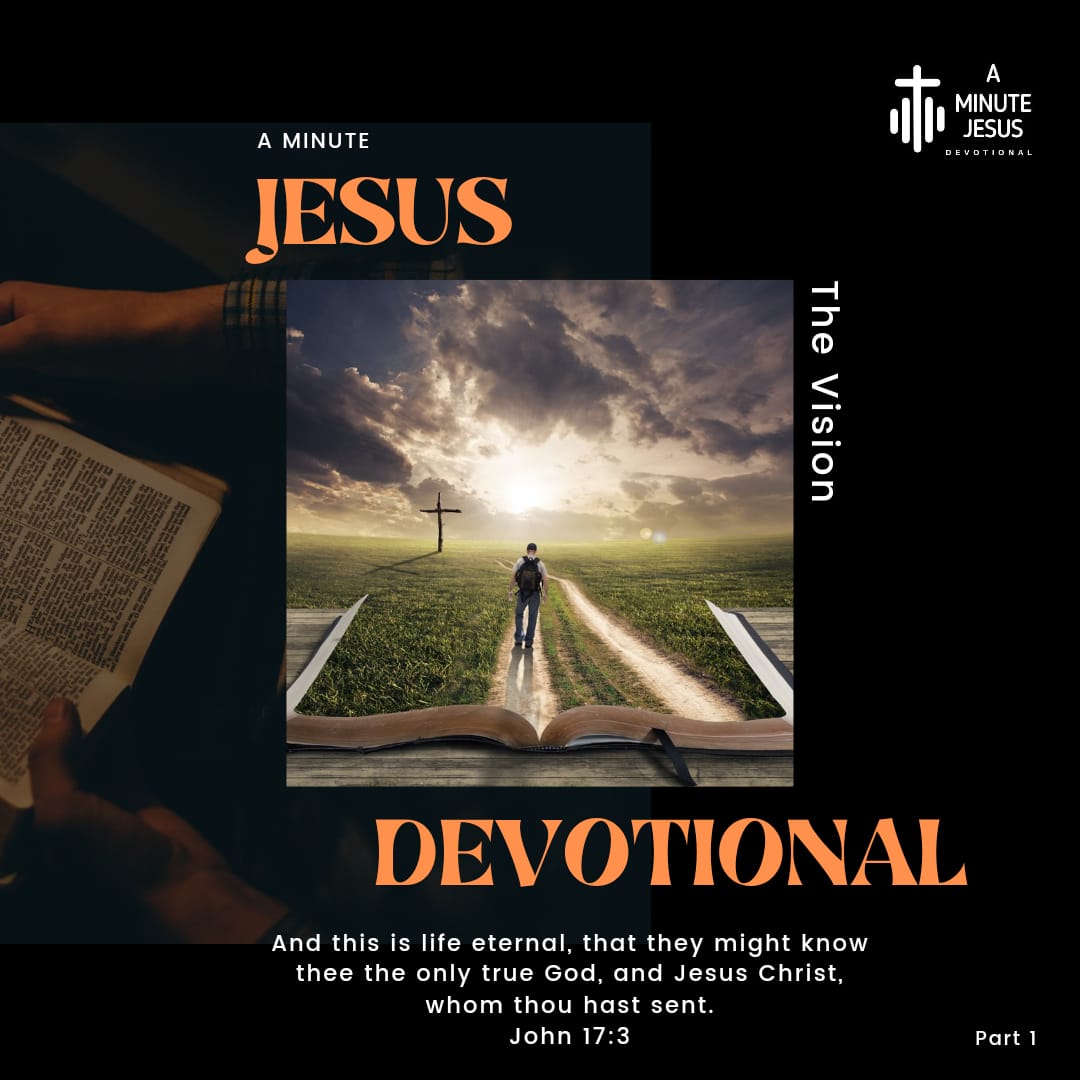 A
MINUTE
JESUS
DEVOTIONAL
A MINUTE
JESUS
The Vision
DEVOTIONAL
And this is life eternal, that they might know
thee the only true God, and Jesus Christ,
whom thou hast sent.
John 17:3
Part 1